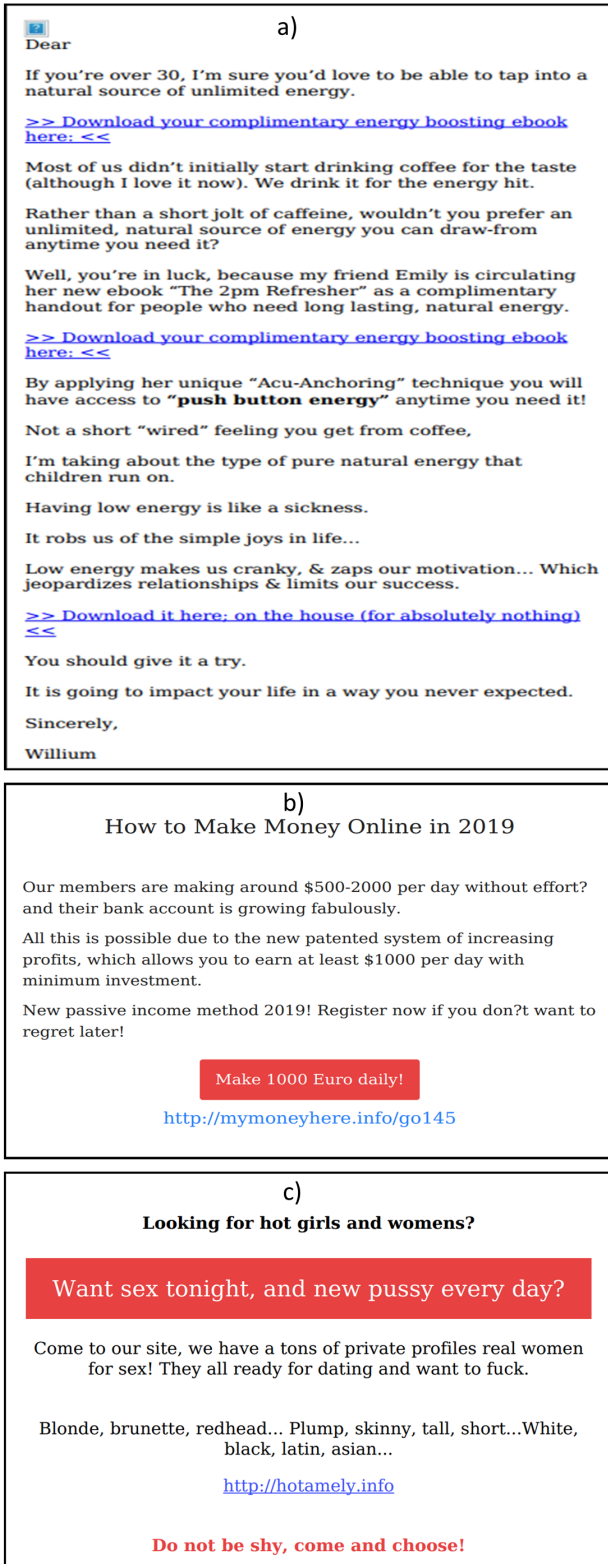 a)
Dear
If you’re over 30, I’m sure you’d love to be able to tap into a
natural source of unlimited energy.
>> Download your complimentary energy boosting ebook
here: <<
Most of us didn’t initially start drinking coffee for the taste
(although I love it now). We drink it for the energy hit.
Rather than a short jolt of caffeine, wouldn’t you prefer an
unlimited, natural source of energy you can draw-from
anytime you need it?
Well, you’re in luck, because my friend Emily is circulating
her new ebook “The 2pm Refresher” as a complimentary
handout for people who need long lasting, natural energy.
>> Download your complimentary energy boosting ebook
here: <<
By applying her unique “Acu-Anchoring” technique you will
have access to “push button energy” anytime you need it!
Not a short “wired” feeling you get from coffee,
I’m taking about the type of pure natural energy that
children run on.
Having low energy is like a sickness.
It robs us of the simple joys in life…
Low energy makes us cranky, & zaps our motivation… Which
jeopardizes relationships & limits our success.
>> Download it here; on the house (for absolutely nothing)
<<
You should give it a try.
It is going to impact your life in a way you never expected.
Sincerely,
Willium
b)
How to Make Money Online in 2019
Our members are making around $500-2000 per day without effort?
and their bank account is growing fabulously.
All this is possible due to the new patented system of increasing
profits, which allows you to earn at least $1000 per day with
minimum investment.
New passive income method 2019! Register now if you don?t want to
regret later!
Make 1000 Euro daily!
http://mymoneyhere.info/go145
c)
Looking for hot girls and womens?
Want sex tonight, and new pussy every day?
Come to our site, we have a tons of private profiles real women
for sex! They all ready for dating and want to fuck.
Blonde, brunette, redhead... Plump, skinny, tall, short...White,
black, latin, asian...
http://hotamely.info
Do not be shy, come and choose!